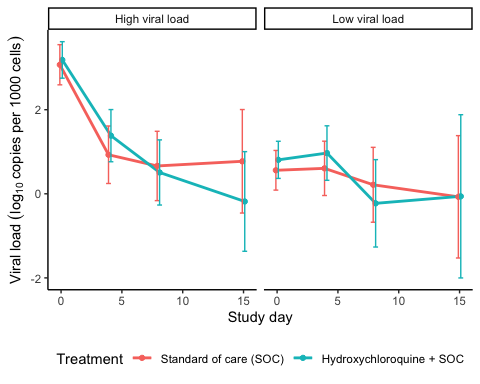 High viral load
Low viral load
Viral load (log10 copies per 1000 cells)
2
0
-2
0 5 10 15
0 5 10 15
Study day
Treatment Standard of care (SOC) Hydroxychloroquine + SOC